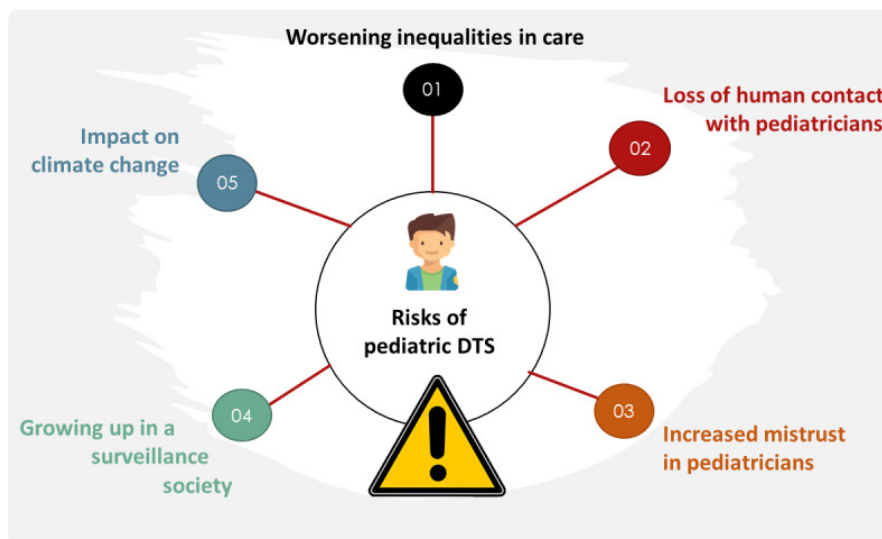 Worsening inequalities in care
01
Loss of human contact
with pediatricians
02
Impact on
climate change
05
Risks of
pediatric DTS
04
Growing up in a
surveillance
society
03
Increased mistrust
in pediatricians